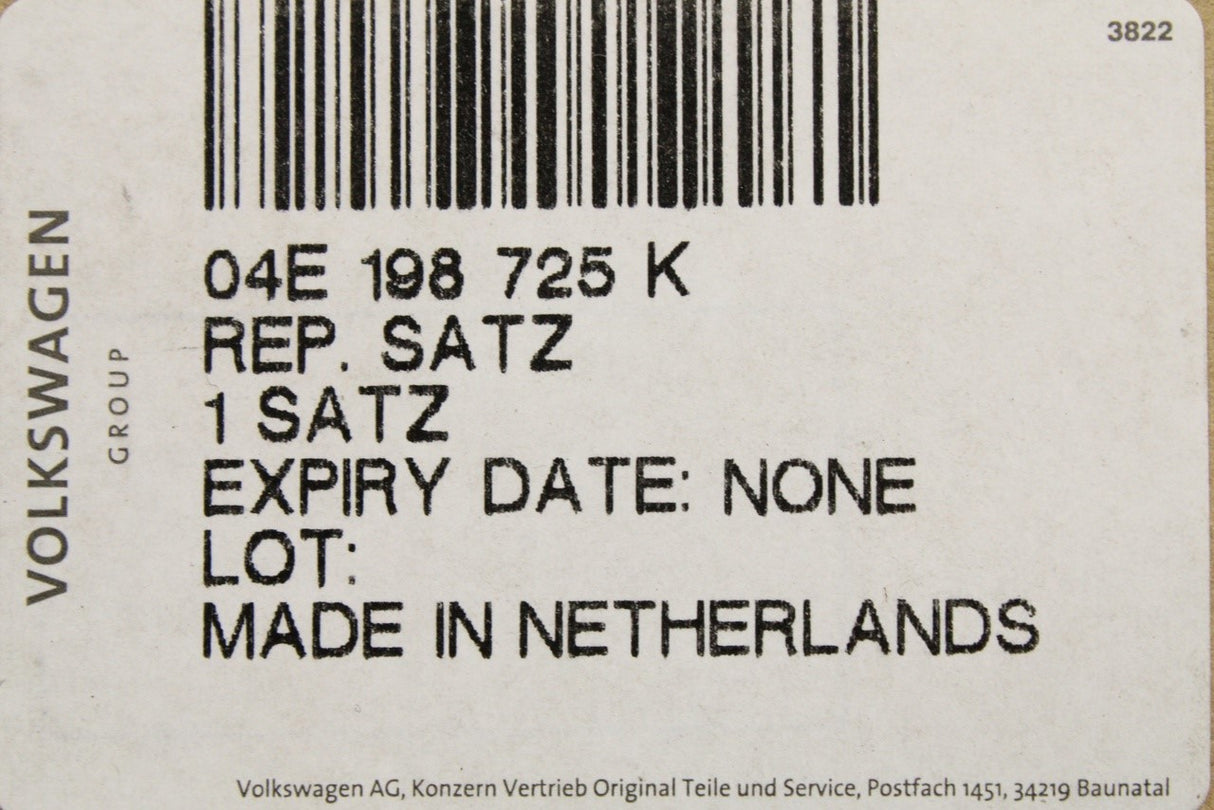 3822
VOLKSWAGEN
GROUP
04E 198 725 K
REP. SATZ
1 SATZ
EXPIRY DATE: NONE
LOT:
MADE IN NETHERLANDS
Volkswagen AG, Konzern Vertrieb Original Teile und Service, Postfach 1451, 34219 Baunatal